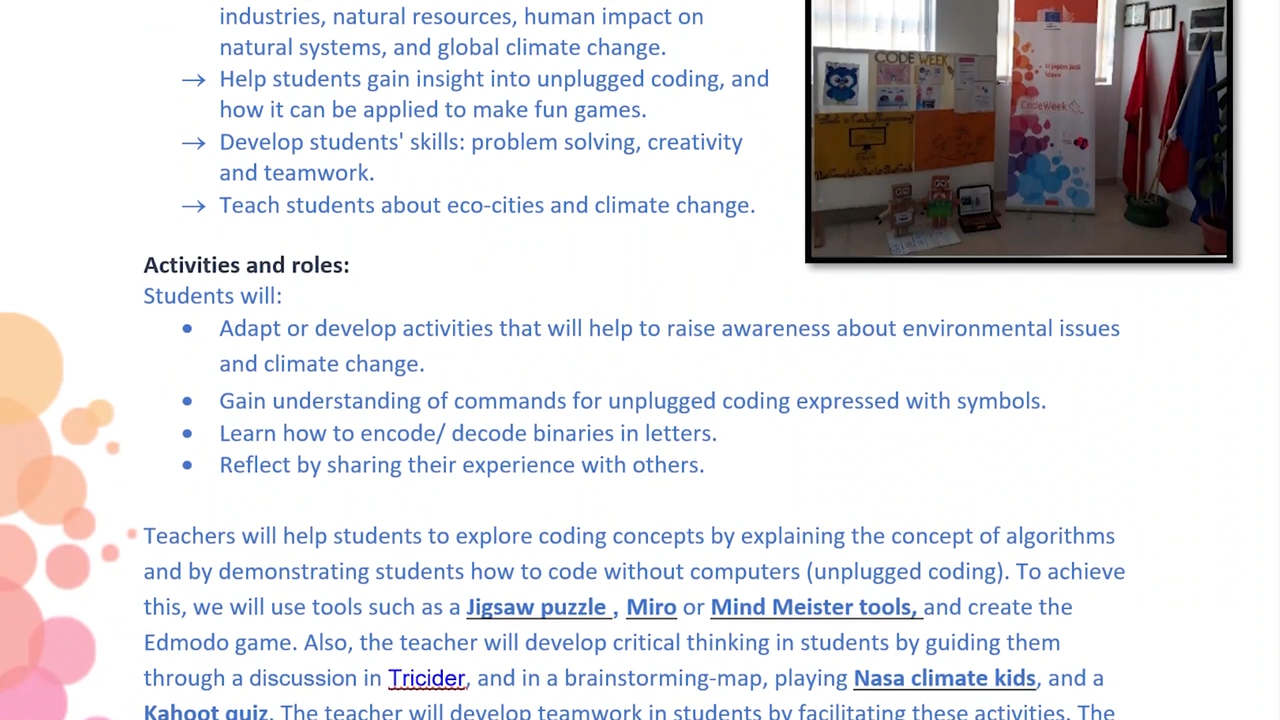 industries, natural resources, human impact on
natural systems, and global climate change.
→ Help students gain insight into unplugged coding, and
how it can be applied to make fun games.
→ Develop students' skills: problem solving, creativity
and teamwork.
→ Teach students about eco-cities and climate change.
CODE WEEK
CodeWeek
Activities and roles:
Students will:
• Adapt or develop activities that will help to raise awareness about environmental issues
and climate change.
• Gain understanding of commands for unplugged coding expressed with symbols.
• Learn how to encode/ decode binaries in letters.
• Reflect by sharing their experience with others.
Teachers will help students to explore coding concepts by explaining the concept of algorithms
and by demonstrating students how to code without computers (unplugged coding). To achieve
this, we will use tools such as a Jigsaw puzzle , Miro or Mind Meister tools, and create the
Edmodo game. Also, the teacher will develop critical thinking in students by guiding them
through a discussion in Tricider, and in a brainstorming-map, playing Nasa climate kids, and a
Kahoot quiz. The teacher will develop teamwork in students by facilitating these activities. The